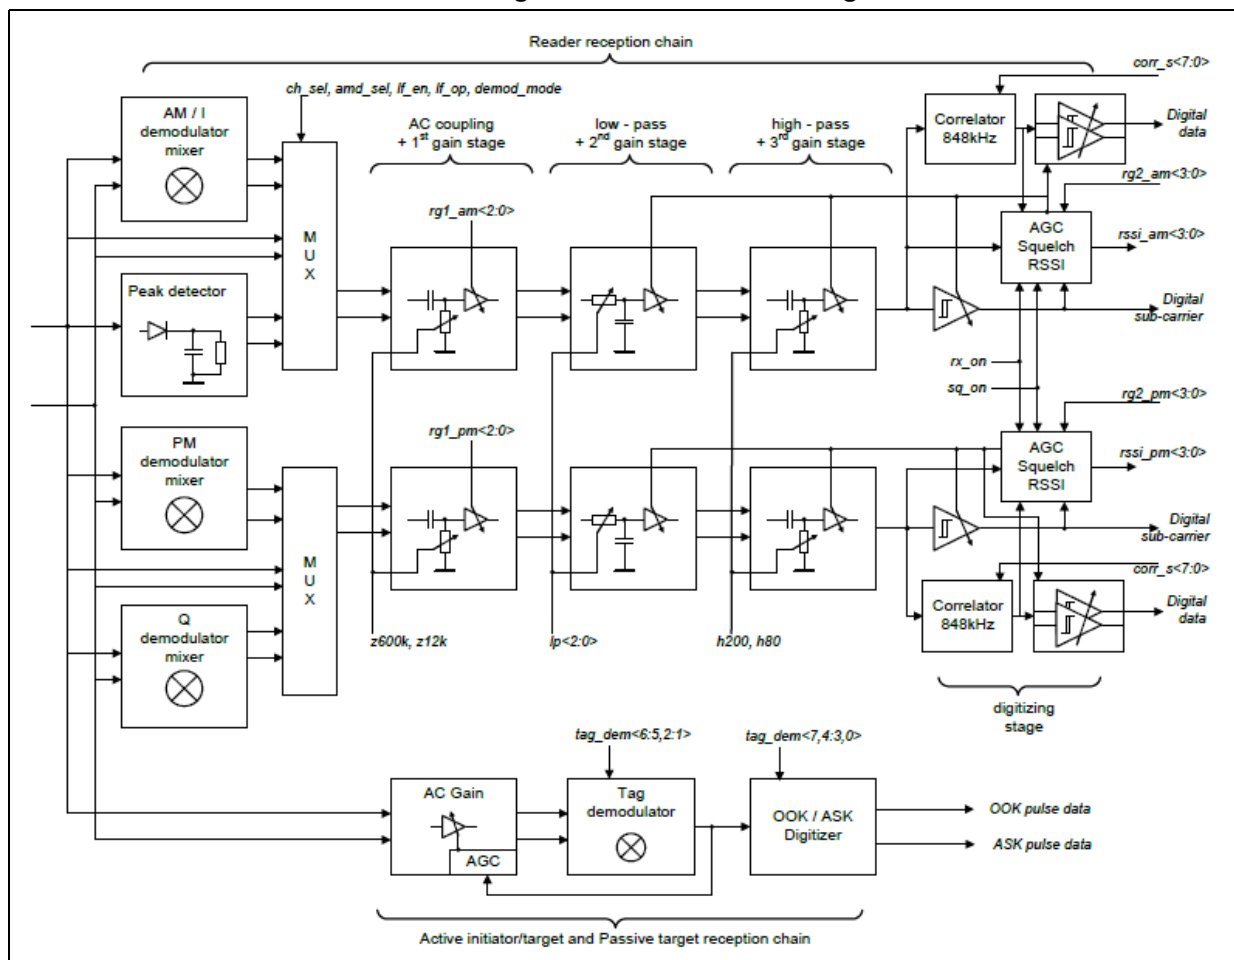 Reader reception chain
corr_s<7:0>
ch_sel, amd_sel, lf_en, lf_op, demod_mode
AM / I
demodulator
mixer
AC coupling
+ 1st gain stage
low - pass
+ 2nd gain stage
high - pass
+ 3rd gain stage
Correlator
848kHz
Digital
data
rg2_am<3:0>
rg1_am<2:0>
M
U
X
AGC
Squelch
RSSI
rssi_am<3:0>
Peak detector
Digital
sub-carrier
rx_on
sq_on
rg2_pm<3:0>
PM
demodulator
mixer
rg1_pm<2:0>
AGC
Squelch
RSSI
rssi_pm<3:0>
Digital
sub-carrier
M
U
X
corr_s<7:0>
Correlator
848kHz
Digital
data
Q
demodulator
mixer
z600k, z12k
lp<2:0>
h200, h80
digitizing
stage
tag_dem<6:5,2:1>
tag_dem<7,4:3,0>
AC Gain
AGC
Tag
demodulator
OOK / ASK
Digitizer
OOK pulse data
ASK pulse data
Active initiator/target and Passive target reception chain